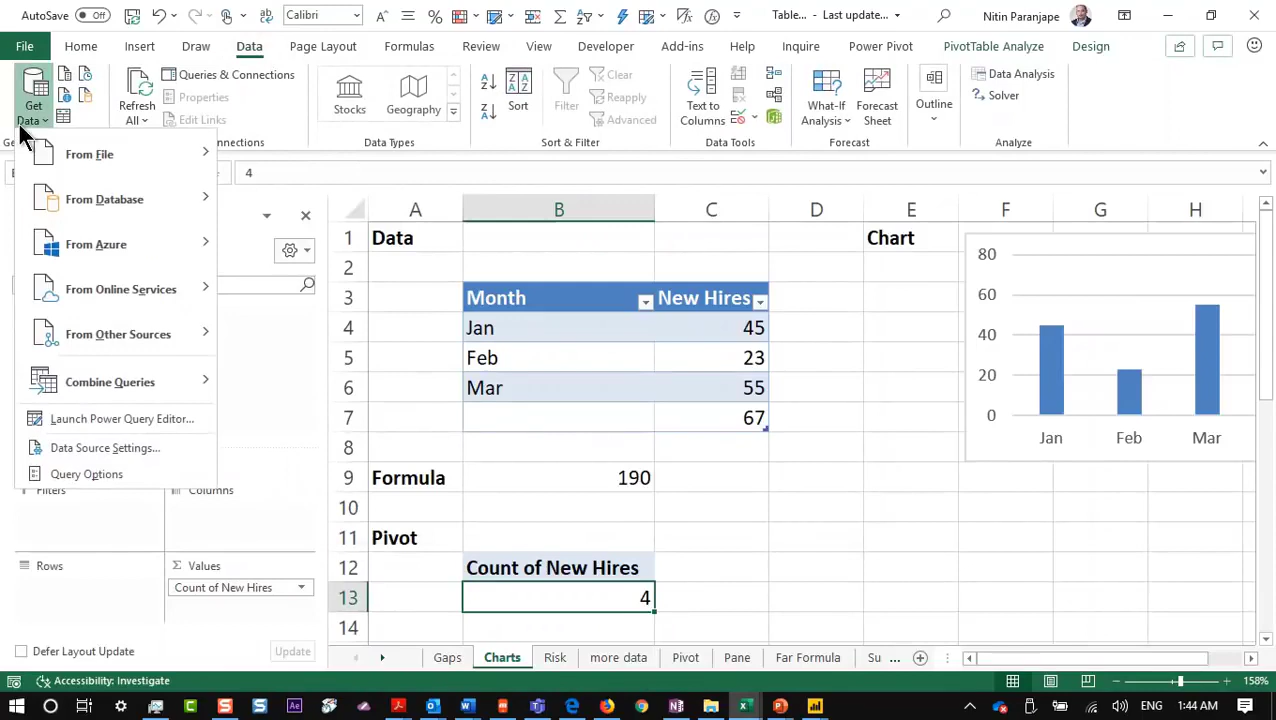 AutoSave Off Calibri Table... - Last update... Nitin Paranjape
File Home Insert Draw Data Page Layout Formulas Review View Developer Add-ins Help Inquire Power Pivot PivotTable Analyze Design
Get Data
Refresh All
Queries & Connections
Properties
Edit Links
Stocks
Geography
Sort
Filter
Clear
Reapply
Advanced
Text to Columns
What-If Analysis
Forecast Sheet
Outline
Data Analysis
Solver
onnections Data Types Sort & Filter Forecast Analyze
4
From File
From Database
From Azure
From Online Services
From Other Sources
Combine Queries
Launch Power Query Editor...
Data Source Settings...
Query Options
Filters Columns
Rows Values
Count of New Hires
Defer Layout Update Update
A B C D E F G H
1 Data Chart
2
3 Month New Hires
4 Jan 45
5 Feb 23
6 Mar 55
7 67
8
9 Formula 190
10
11 Pivot
12 Count of New Hires
13 4
14
80
60
40
20
0
Jan Feb Mar
Gaps Charts Risk more data Pivot Pane Far Formula Su ...
Accessibility: Investigate 158%
1:44 AM